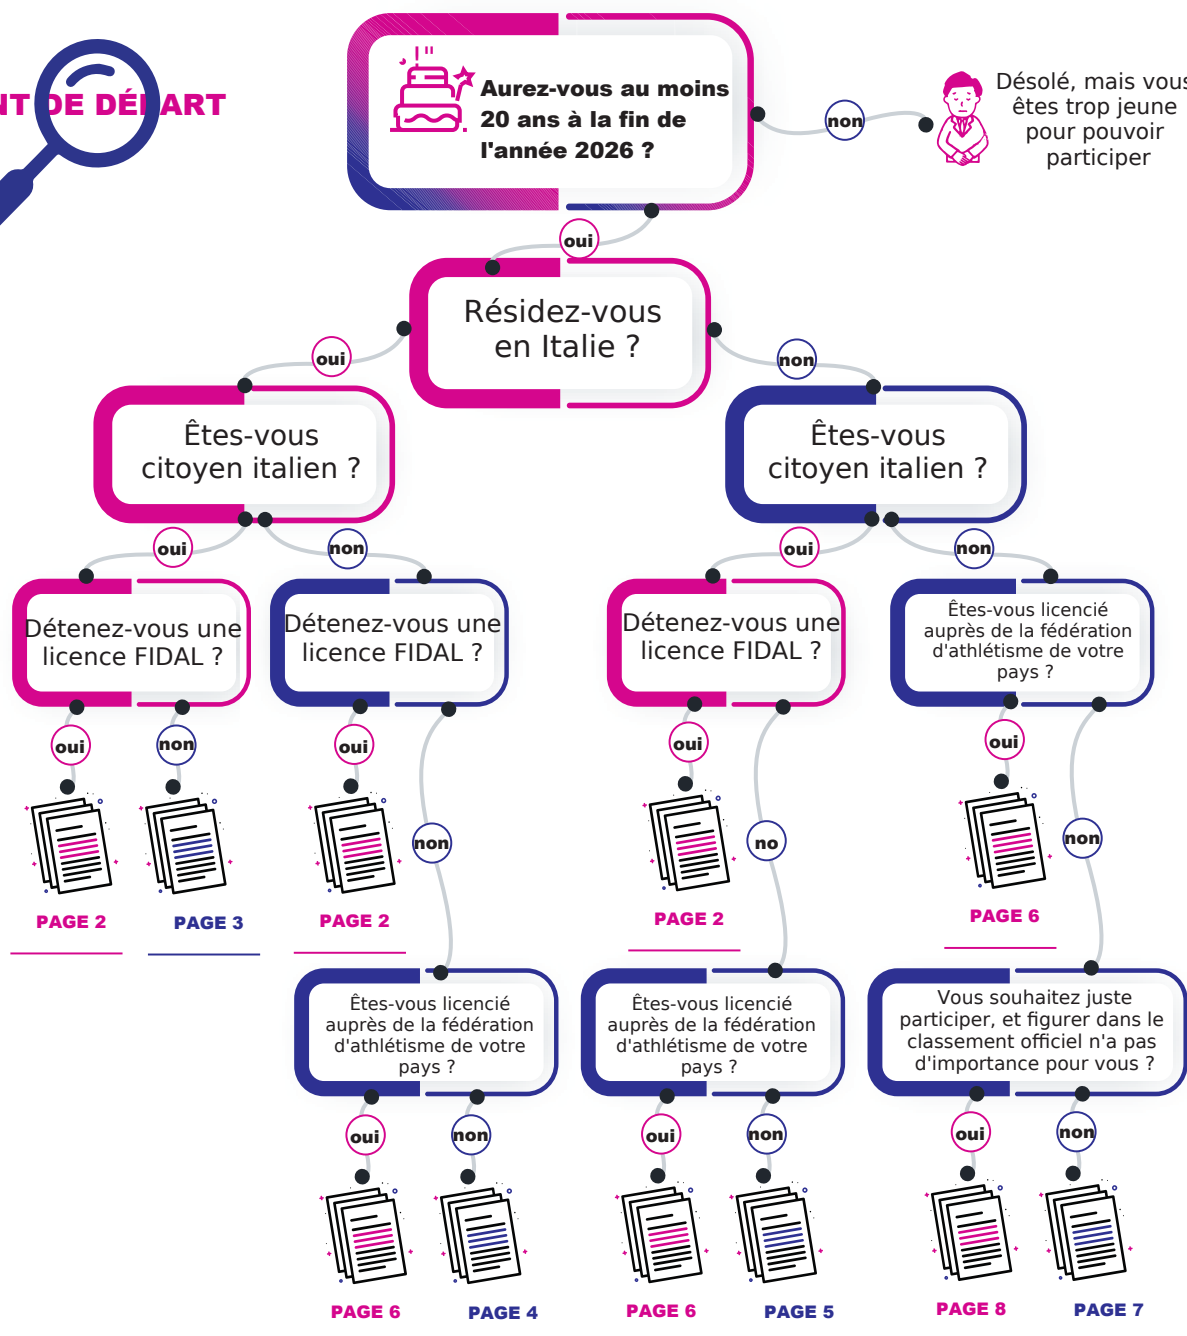 NT DE DÉPART
Aurez-vous au moins
20 ans à la fin de
l'année 2026 ?
non
Désolé, mais vous
êtes trop jeune
pour pouvoir
participer
oui
Résidez-vous
en Italie ?
oui
non
Êtes-vous
citoyen italien ?
Êtes-vous
citoyen italien ?
oui
non
oui
non
Détenez-vous une
licence FIDAL ?
Détenez-vous une
licence FIDAL ?
Détenez-vous une
licence FIDAL ?
Êtes-vous licencié
auprès de la fédération
d'athlétisme de votre
pays ?
oui
non
oui
non
oui
no
oui
non
PAGE 2
PAGE 3
PAGE 2
PAGE 2
PAGE 6
Êtes-vous licencié
auprès de la fédération
d'athlétisme de votre
pays ?
Êtes-vous licencié
auprès de la fédération
d'athlétisme de votre
pays ?
Vous souhaitez juste
participer, et figurer dans le
classement officiel n'a pas
d'importance pour vous ?
oui
non
oui
non
oui
non
PAGE 6
PAGE 4
PAGE 6
PAGE 5
PAGE 8
PAGE 7